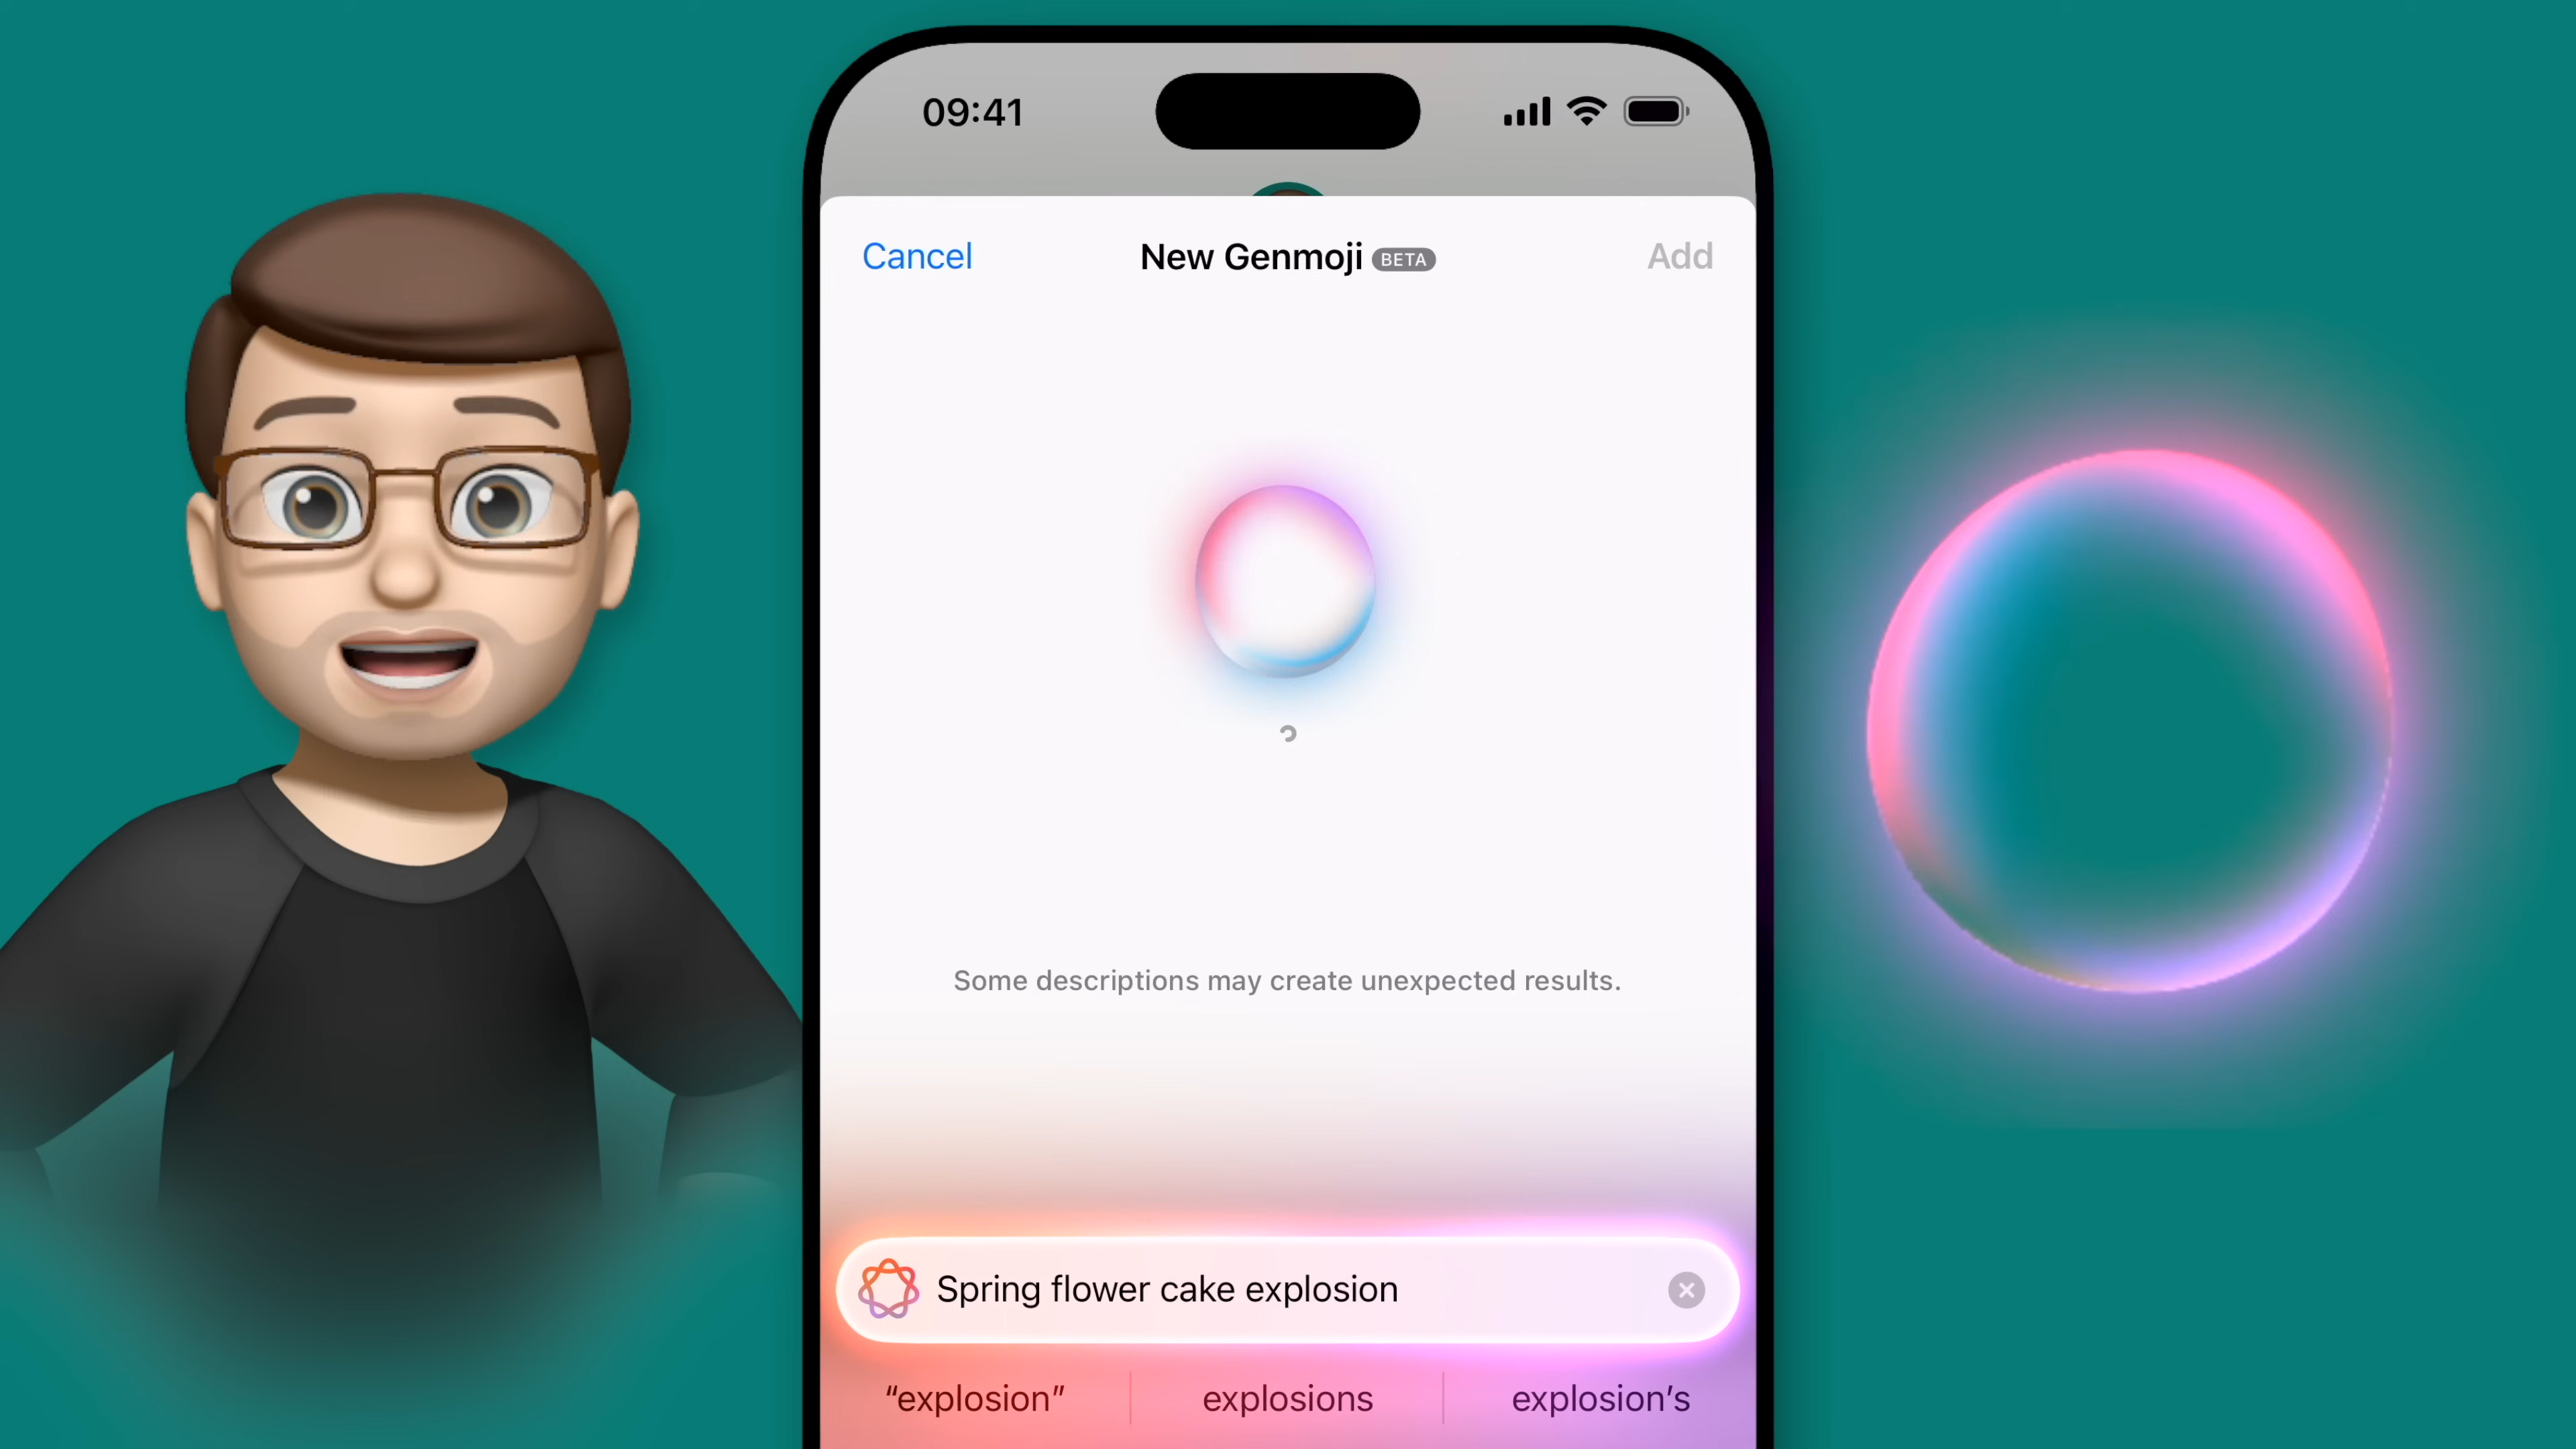 09:41
Cancel
New Genmoji BETA
Add
Some descriptions may create unexpected results.
Spring flower cake explosion
“explosion”
explosions
explosion’s